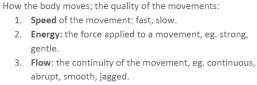 How the body moves; the quality of the movements:
1. Speed of the movement: fast, slow.
2. Energy: the force applied to a movement, eg. strong,
gentle.
3. Flow: the continuity of the movement, eg. continuous,
abrupt, smooth, jagged.